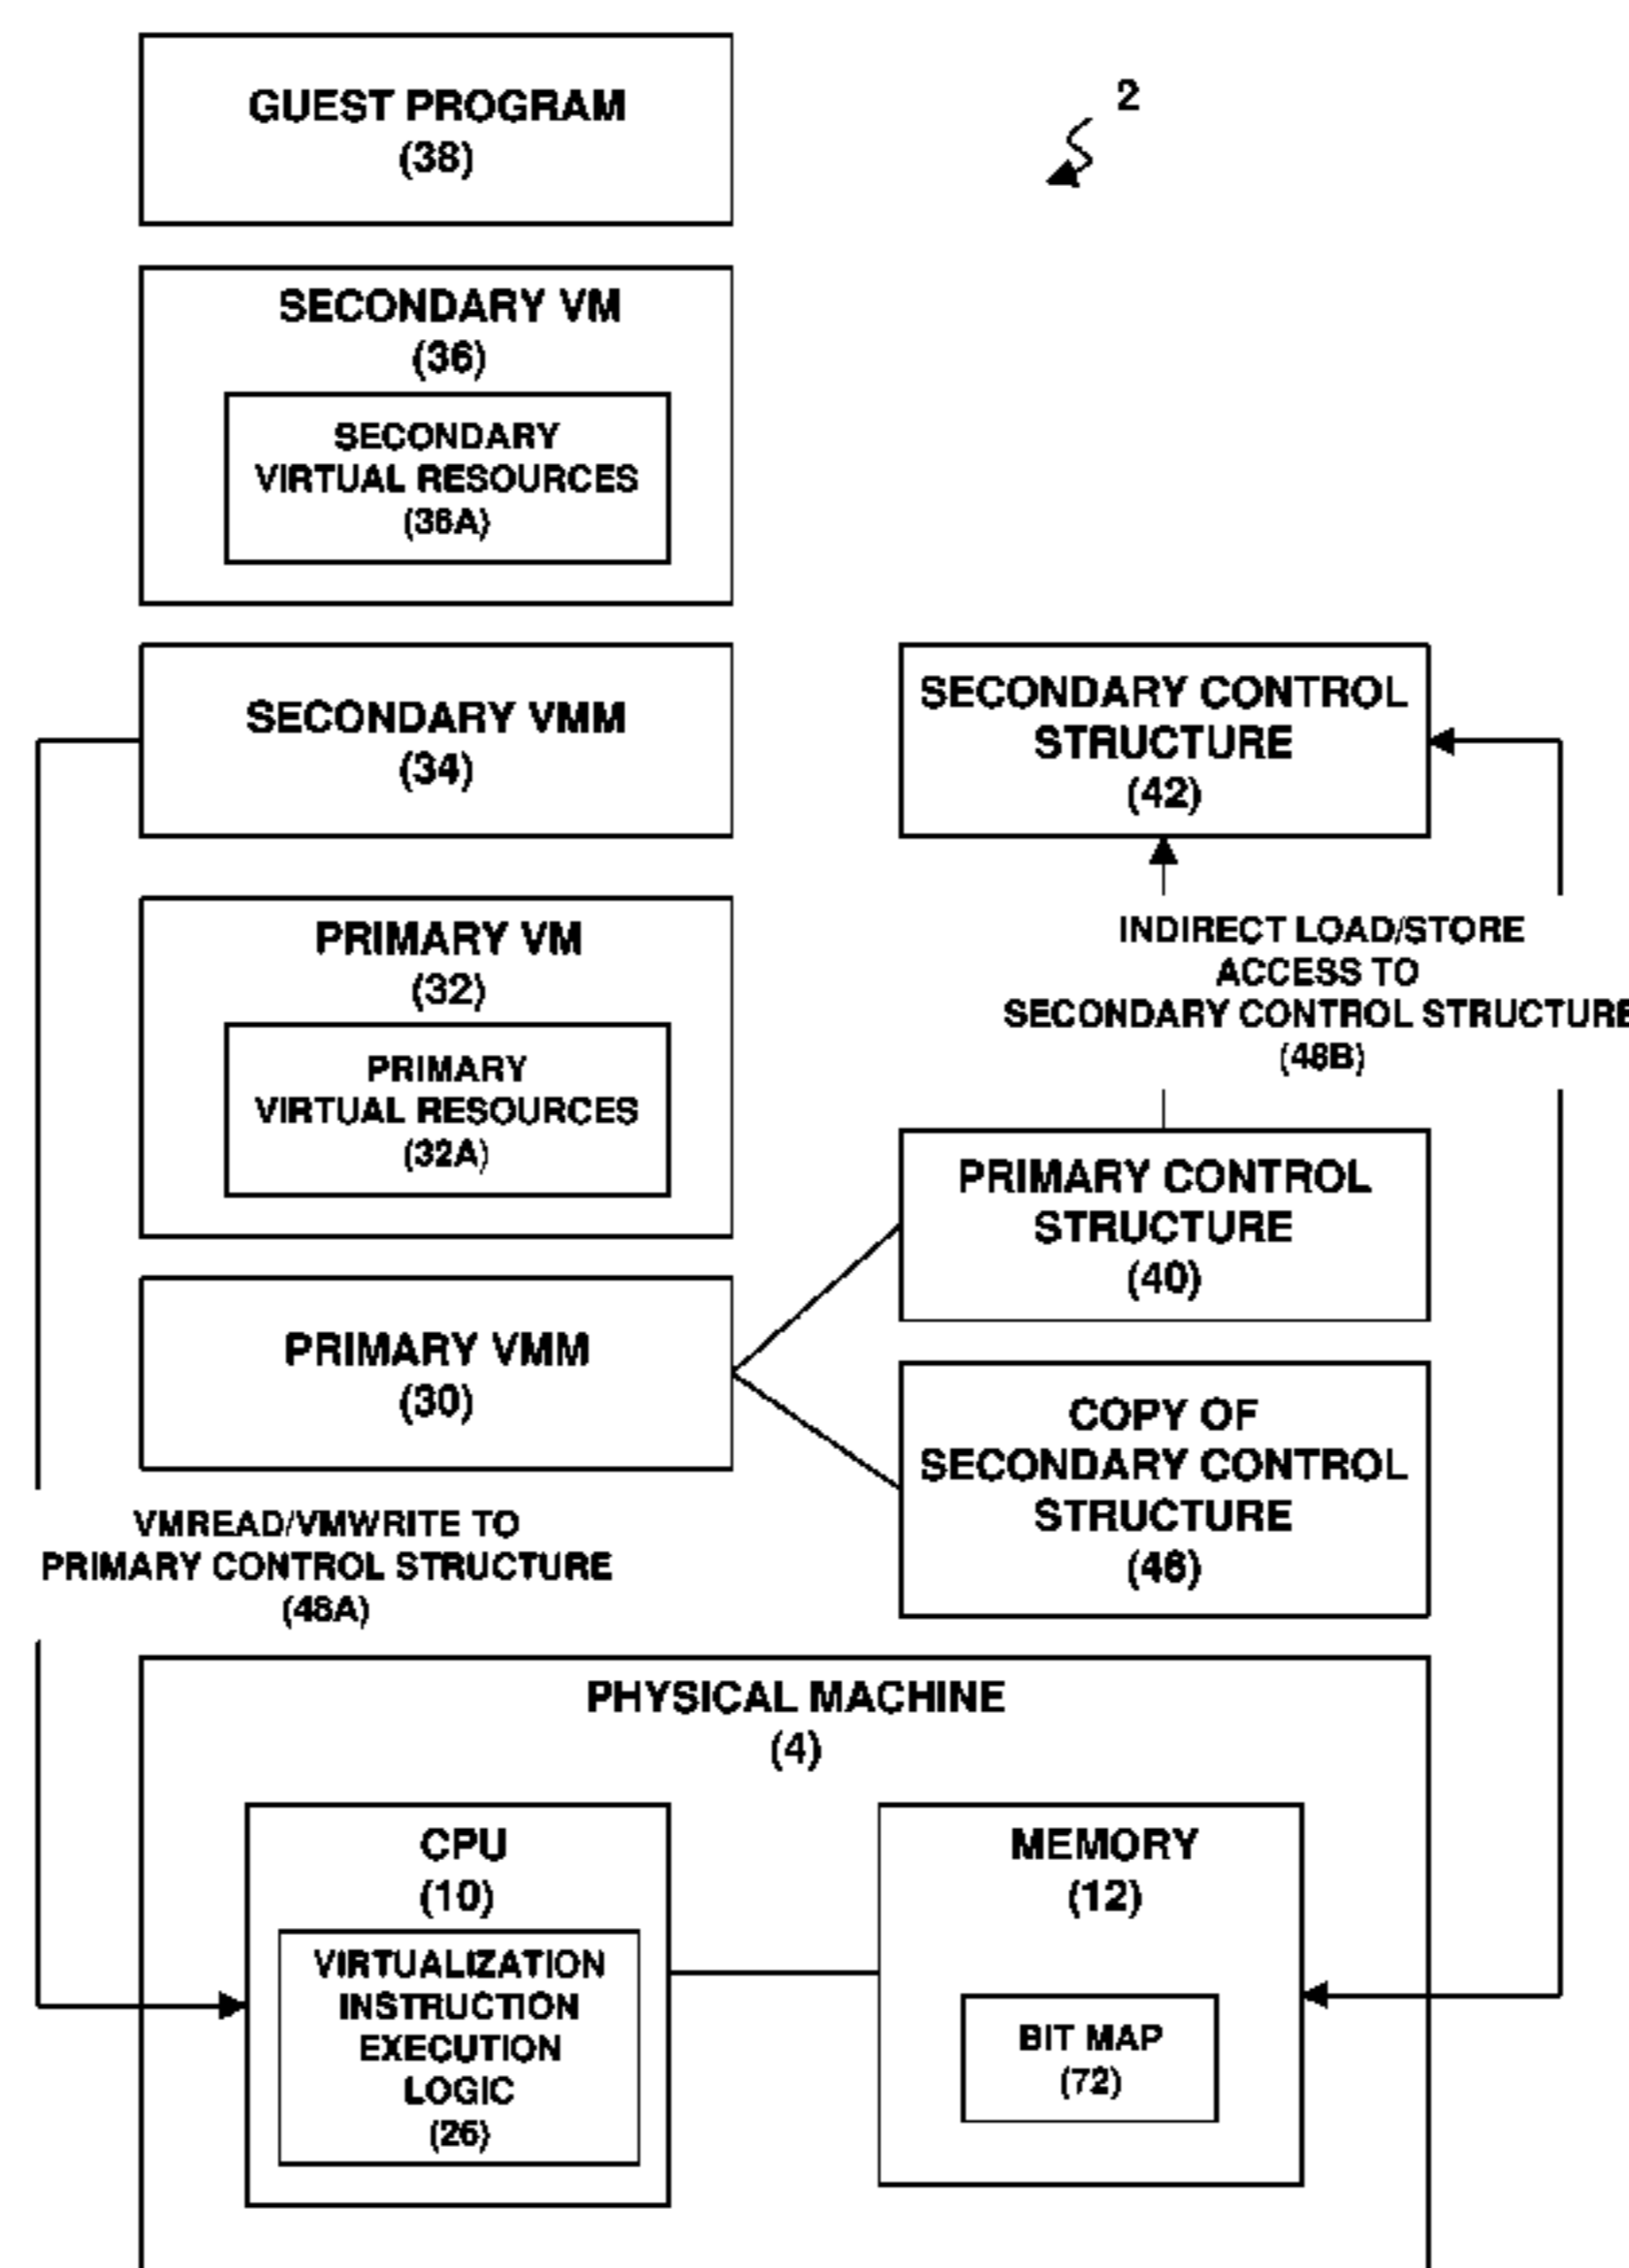 GUEST PROGRAM
(38)
2
SECONDARY VM
(36)
SECONDARY
VIRTUAL RESOURCES
(36A)
SECONDARY VMM
(34)
SECONDARY CONTROL
STRUCTURE
(42)
PRIMARY VM
(32)
PRIMARY
VIRTUAL RESOURCES
(32A)
INDIRECT LOAD/STORE
ACCESS TO
SECONDARY CONTROL STRUCTURE
(48B)
PRIMARY CONTROL
STRUCTURE
(40)
PRIMARY VMM
(30)
COPY OF
SECONDARY CONTROL
STRUCTURE
(46)
VMREAD/VMWRITE TO
PRIMARY CONTROL STRUCTURE
(48A)
PHYSICAL MACHINE
(4)
CPU
(10)
VIRTUALIZATION
INSTRUCTION
EXECUTION
LOGIC
(26)
MEMORY
(12)
BIT MAP
(72)